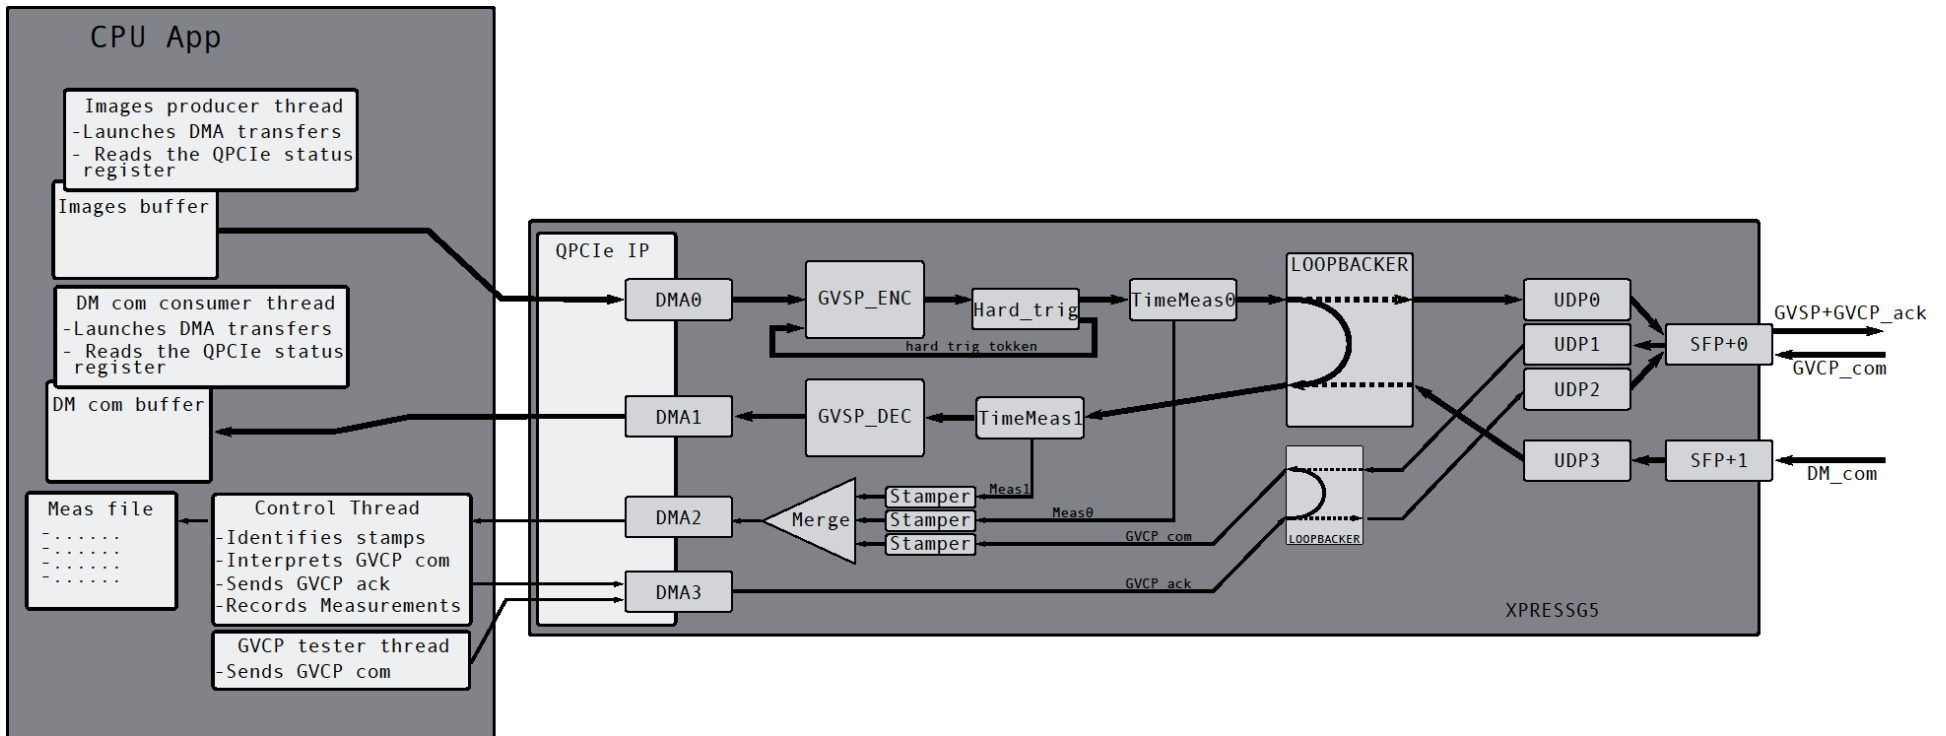 CPU App
Images producer thread
-Launches DMA transfers
- Reads the QPCIe status
register
Images buffer
DM com consumer thread
-Launches DMA transfers
- Reads the QPCIe status
register
DM com buffer
Meas file
-......
-......
-......
-......
Control Thread
-Identifies stamps
-Interprets GVCP com
-Sends GVCP ack
-Records Measurements
GVCP tester thread
-Sends GVCP com
QPCIe IP
DMA0
DMA1
DMA2
DMA3
GVSP_ENC
Hard_trig
hard trig tokken
TimeMeas0
LOOPBACKER
GVSP_DEC
TimeMeas1
Merge
Stamper
Stamper
Stamper
Meas1
Meas0
GVCP com
GVCP ack
LOOPBACKER
UDP0
UDP1
UDP2
UDP3
SFP+0
SFP+1
GVSP+GVCP_ack
GVCP_com
DM_com
XPRESSG5